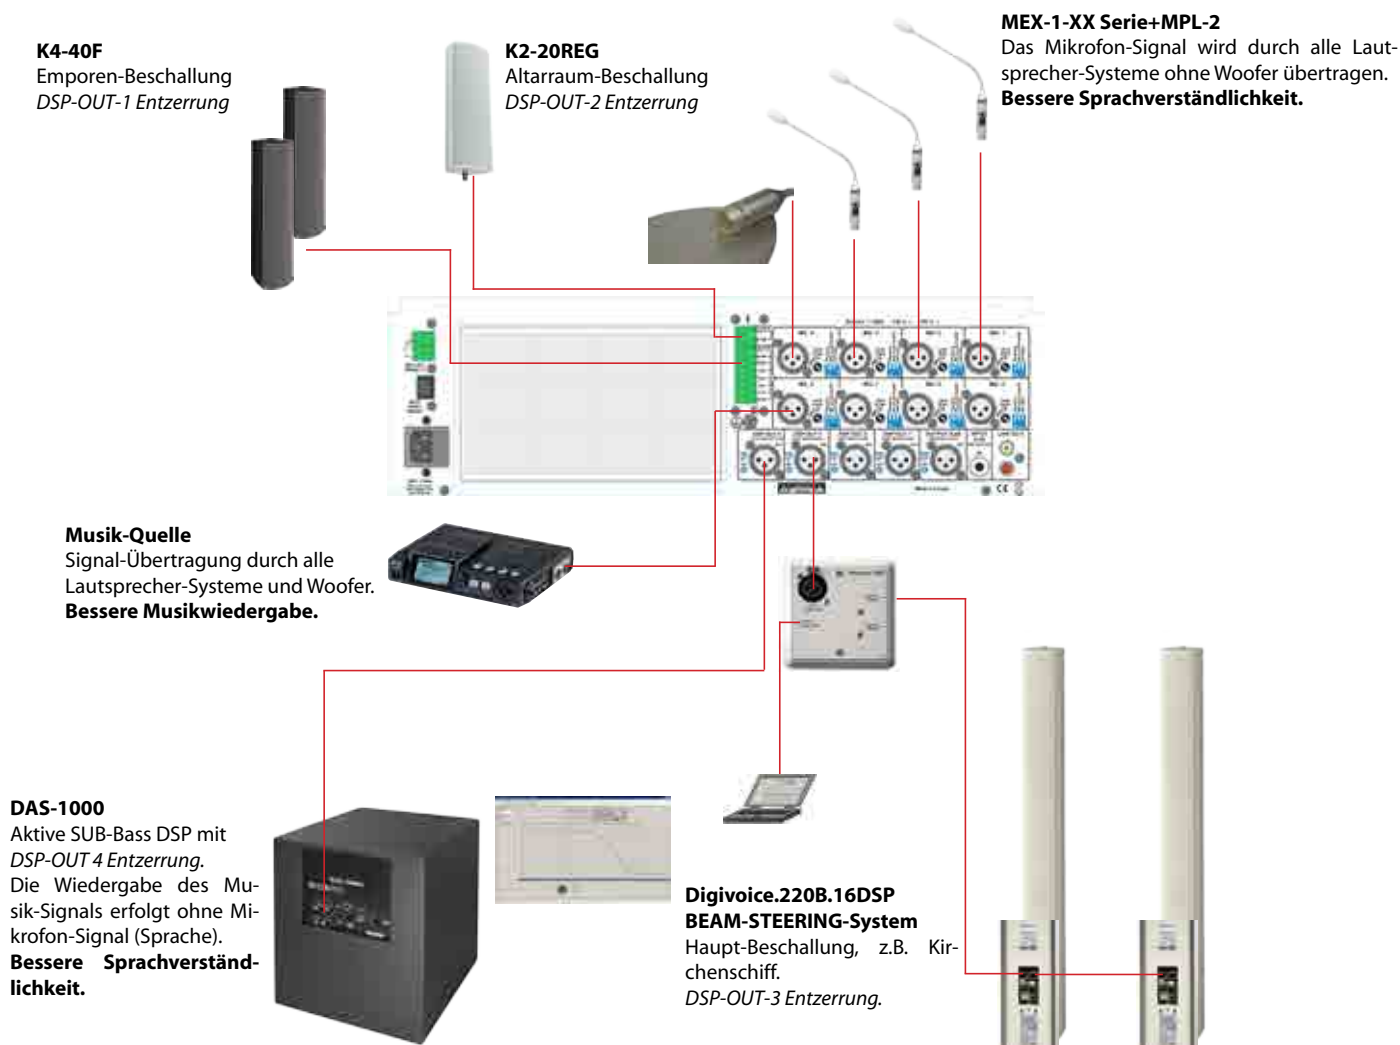 K4-40F
Emporen-Beschallung
DSP-OUT-1 Entzerrung
K2-20REG
Altarraum-Beschallung
DSP-OUT-2 Entzerrung
MEX-1-XX Serie+MPL-2
Das Mikrofon-Signal wird durch alle Laut-
sprecher-Systeme ohne Woofer übertragen.
Bessere Sprachverständlichkeit.
Musik-Quelle
Signal-Übertragung durch alle
Lautsprecher-Systeme und Woofer.
Bessere Musikwiedergabe.
DAS-1000
Aktive SUB-Bass DSP mit
DSP-OUT 4 Entzerrung.
Die Wiedergabe des Mu-
sik-Signals erfolgt ohne Mi-
krofon-Signal (Sprache).
Bessere Sprachverständ-
lichkeit.
Digivoice.220B.16DSP
BEAM-STEERING-System
Haupt-Beschallung, z.B. Kir-
chenschiff.
DSP-OUT-3 Entzerrung.